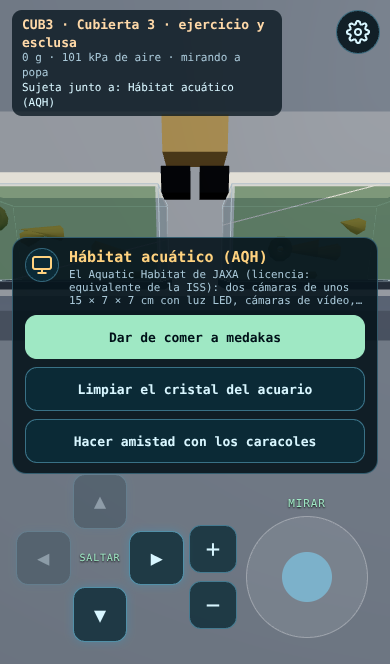 CUB3 · Cubierta 3 · ejercicio y
esclusa
0 g · 101 kPa de aire · mirando a
popa
Sujeta junto a: Hábitat acuático
(AQH)
Hábitat acuático (AQH)
El Aquatic Habitat de JAXA (licencia:
equivalente de la ISS): dos cámaras de unos
15 × 7 × 7 cm con luz LED, cámaras de vídeo,…
Dar de comer a medakas
Limpiar el cristal del acuario
Hacer amistad con los caracoles
MIRAR
SALTAR
+
−